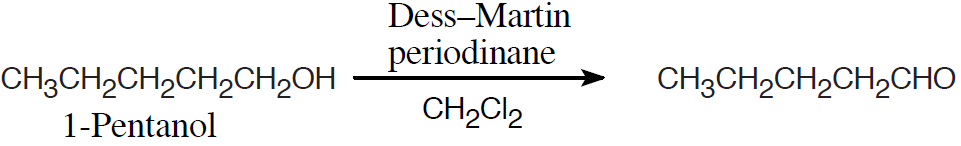 Dess–Martin
periodinane
CH₃CH₂CH₂CH₂CH₂OH
CH₂Cl₂
CH₃CH₂CH₂CH₂CHO
1-Pentanol